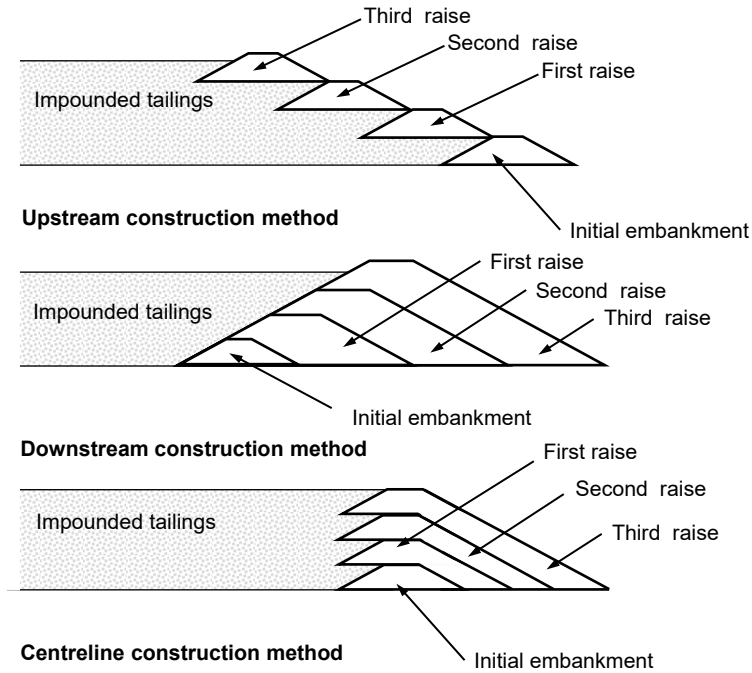 Third raise
Second raise
First raise
Impounded tailings
Upstream construction method
Initial embankment
First raise
Second raise
Impounded tailings
Third raise
Initial embankment
Downstream construction method
First raise
Second raise
Impounded tailings
Third raise
Centreline construction method
Initial embankment